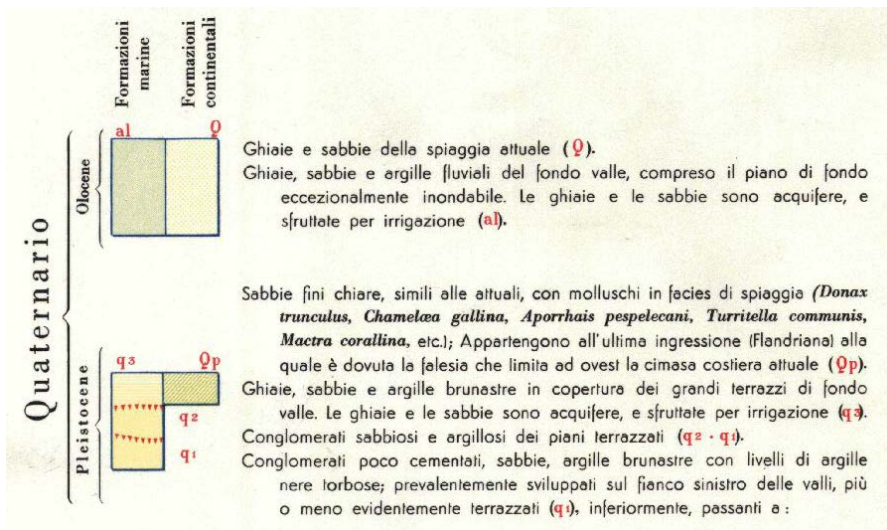 Formazioni
marine
Formazioni
continentali
al
Q
Quaternario
Olocene
Ghiaie e sabbie della spiaggia attuale (Q).
Ghiaie, sabbie e argille fluviali del fondo valle, compreso il piano di fondo
eccezionalmente inondabile. Le ghiaie e le sabbie sono acquifere, e
sfruttate per irrigazione (al).
Pleistocene
q3
Qp
q2
q1
Sabbie fini chiare, simili alle attuali, con molluschi in facies di spiaggia (Donax
trunculus, Chamelæa gallina, Aporrhais pespelecani, Turritella communis,
Mactra corallina, etc.); Appartengono all'ultima ingressione (Flandriana) alla
quale è dovuta la falesia che limita ad ovest la cimasa costiera attuale (Qp).
Ghiaie, sabbie e argille brunastre in copertura dei grandi terrazzi di fondo
valle. Le ghiaie e le sabbie sono acquifere, e sfruttate per irrigazione (q3).
Conglomerati sabbiosi e argillosi dei piani terrazzati (q2 - q1).
Conglomerati poco cementati, sabbie, argille brunastre con livelli di argille
nere torbose; prevalentemente sviluppati sul fianco sinistro delle valli, più
o meno evidentemente terrazzati (q1), inferiormente, passanti a :